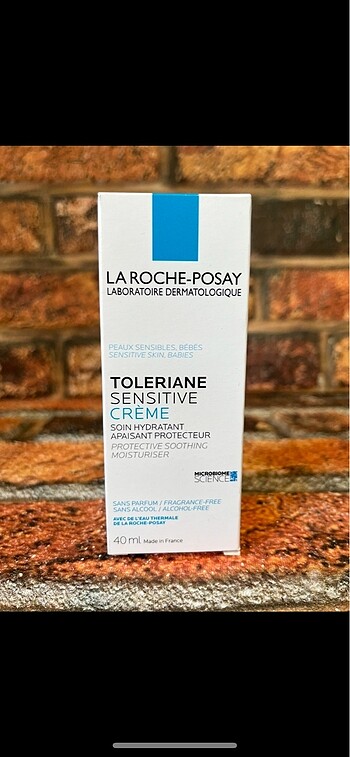 LA ROCHE-POSAY
LABORATOIRE DERMATOLOGIQUE
PEAUX SENSIBLES, BÉBÉS
SENSITIVE SKIN, BABIES
TOLERIANE
SENSITIVE
CRÈME
SOIN HYDRATANT
APAISANT PROTECTEUR
PROTECTIVE SOOTHING
MOISTURISER
MICROBIOME
SCIENCE
SANS PARFUM / FRAGRANCE-FREE
SANS ALCOOL / ALCOHOL-FREE
AVEC DE L'EAU THERMALE
DE LA ROCHE-POSAY
40 ml Made in France